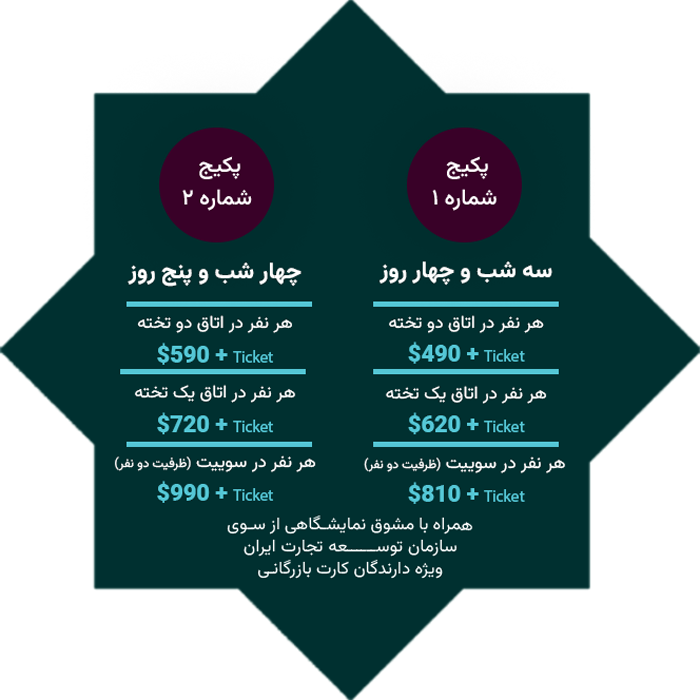 پکیج
شماره ۱
سه شب و چهار روز
هر نفر در اتاق دو تخته
$490 + Ticket
هر نفر در اتاق یک تخته
$620 + Ticket
هر نفر در سوییت (ظرفیت دو نفر)
$810 + Ticket
پکیج
شماره ۲
چهار شب و پنج روز
هر نفر در اتاق دو تخته
$590 + Ticket
هر نفر در اتاق یک تخته
$720 + Ticket
هر نفر در سوییت (ظرفیت دو نفر)
$990 + Ticket
همراه با مشوق نمایشگاهی از سوی
سازمان توســــعه تجارت ایران
ویژه دارندگان کارت بازرگانی